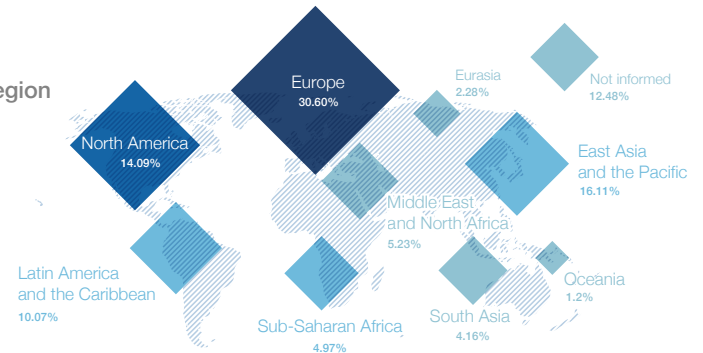 egion
Europe
30.60%
Eurasia
2.28%
Not informed
12.48%
North America
14.09%
East Asia
and the Pacific
16.11%
Middle East
and North Africa
5.23%
Latin America
and the Caribbean
10.07%
Sub-Saharan Africa
4.97%
South Asia
4.16%
Oceania
1.2%